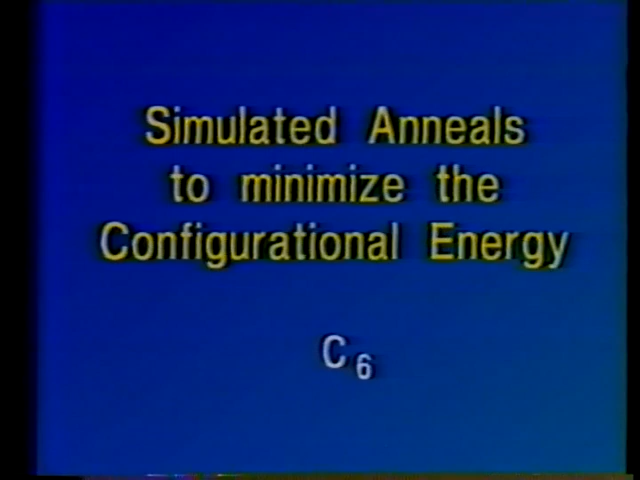 Simulated Anneals
to minimize the
Configurational Energy
C6